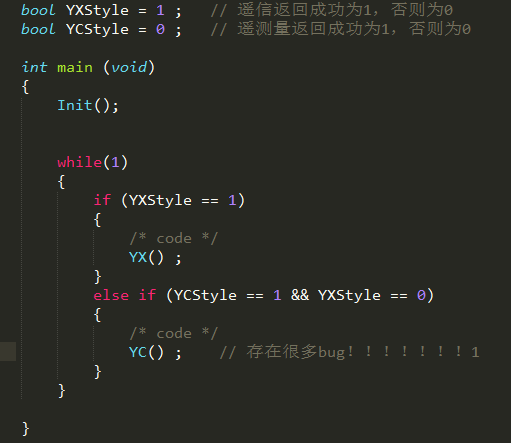 bool YXStyle = 1 ;   // 遥信返回成功为1，否则为0
bool YCStyle = 0 ;   // 遥测量返回成功为1，否则为0
int main (void)
{
    Init();
    while(1)
    {
        if (YXStyle == 1)
        {
            /* code */
            YX() ;
        }
        else if (YCStyle == 1 && YXStyle == 0)
        {
            /* code */
            YC() ;    // 存在很多bug！！！！！！！1
        }
    }
}